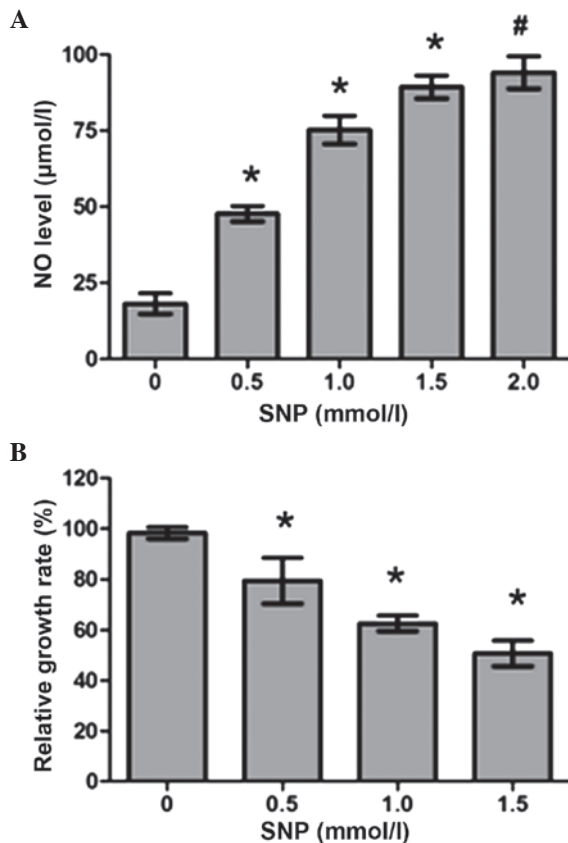 A
NO level (μmol/l)
100
75
50
25
0
* * * #
0 0.5 1.0 1.5 2.0
SNP (mmol/l)
B
Relative growth rate (%)
120
100
80
60
40
20
0
* * *
0 0.5 1.0 1.5
SNP (mmol/l)